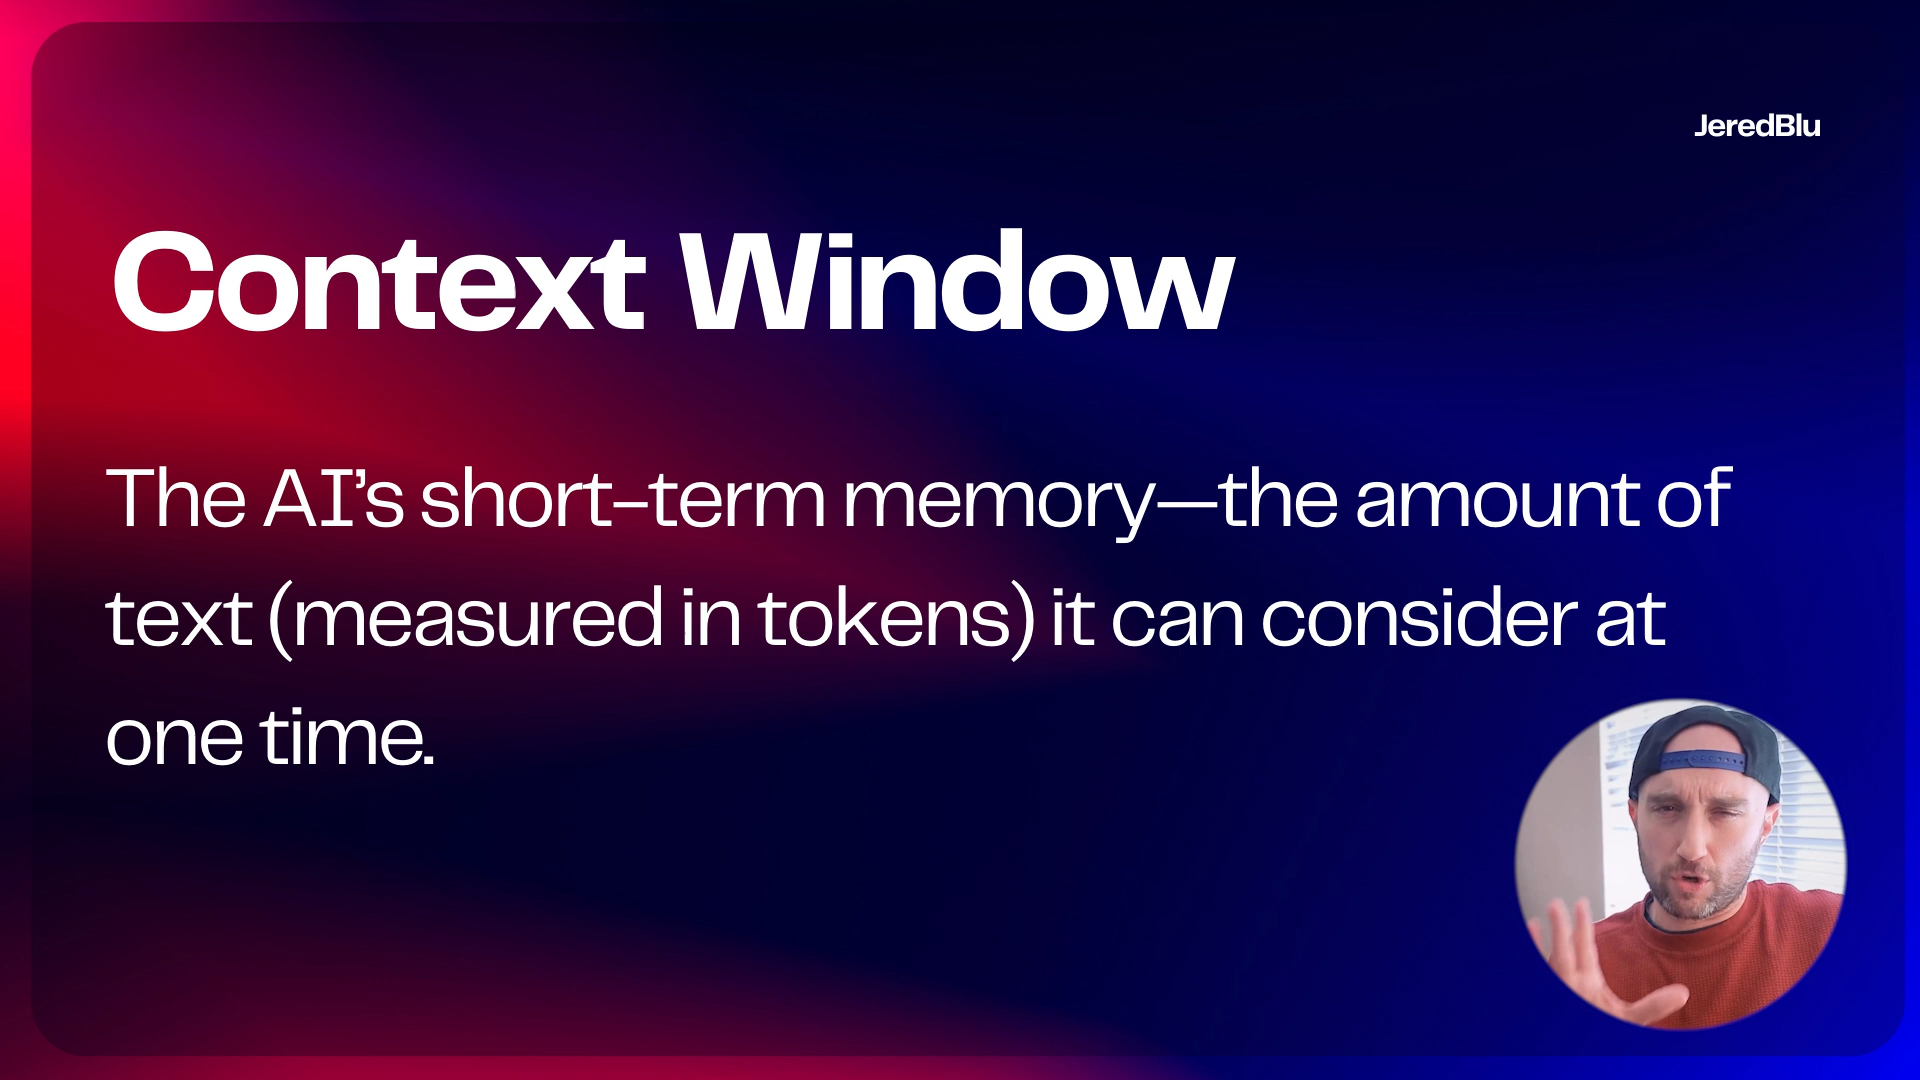 JeredBlu
Context Window
The AI’s short-term memory—the amount of
text (measured in tokens) it can consider at
one time.